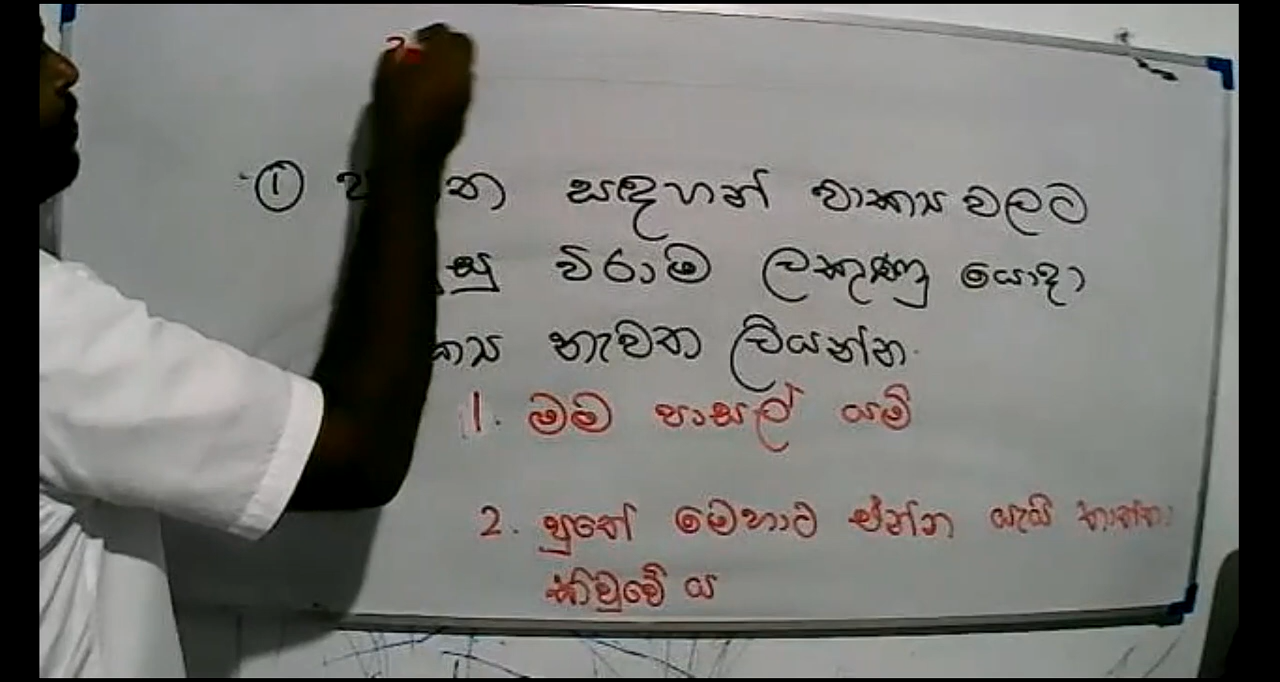 ① සඳහන් වාක්‍ය වලට
විරාම ලකුණු යොදා
නැවත ලියන්න.
1. මම පාසල් යමි
2. පුතේ මෙහාට එන්න යැයි තාත්තා
කිවුවේ ය